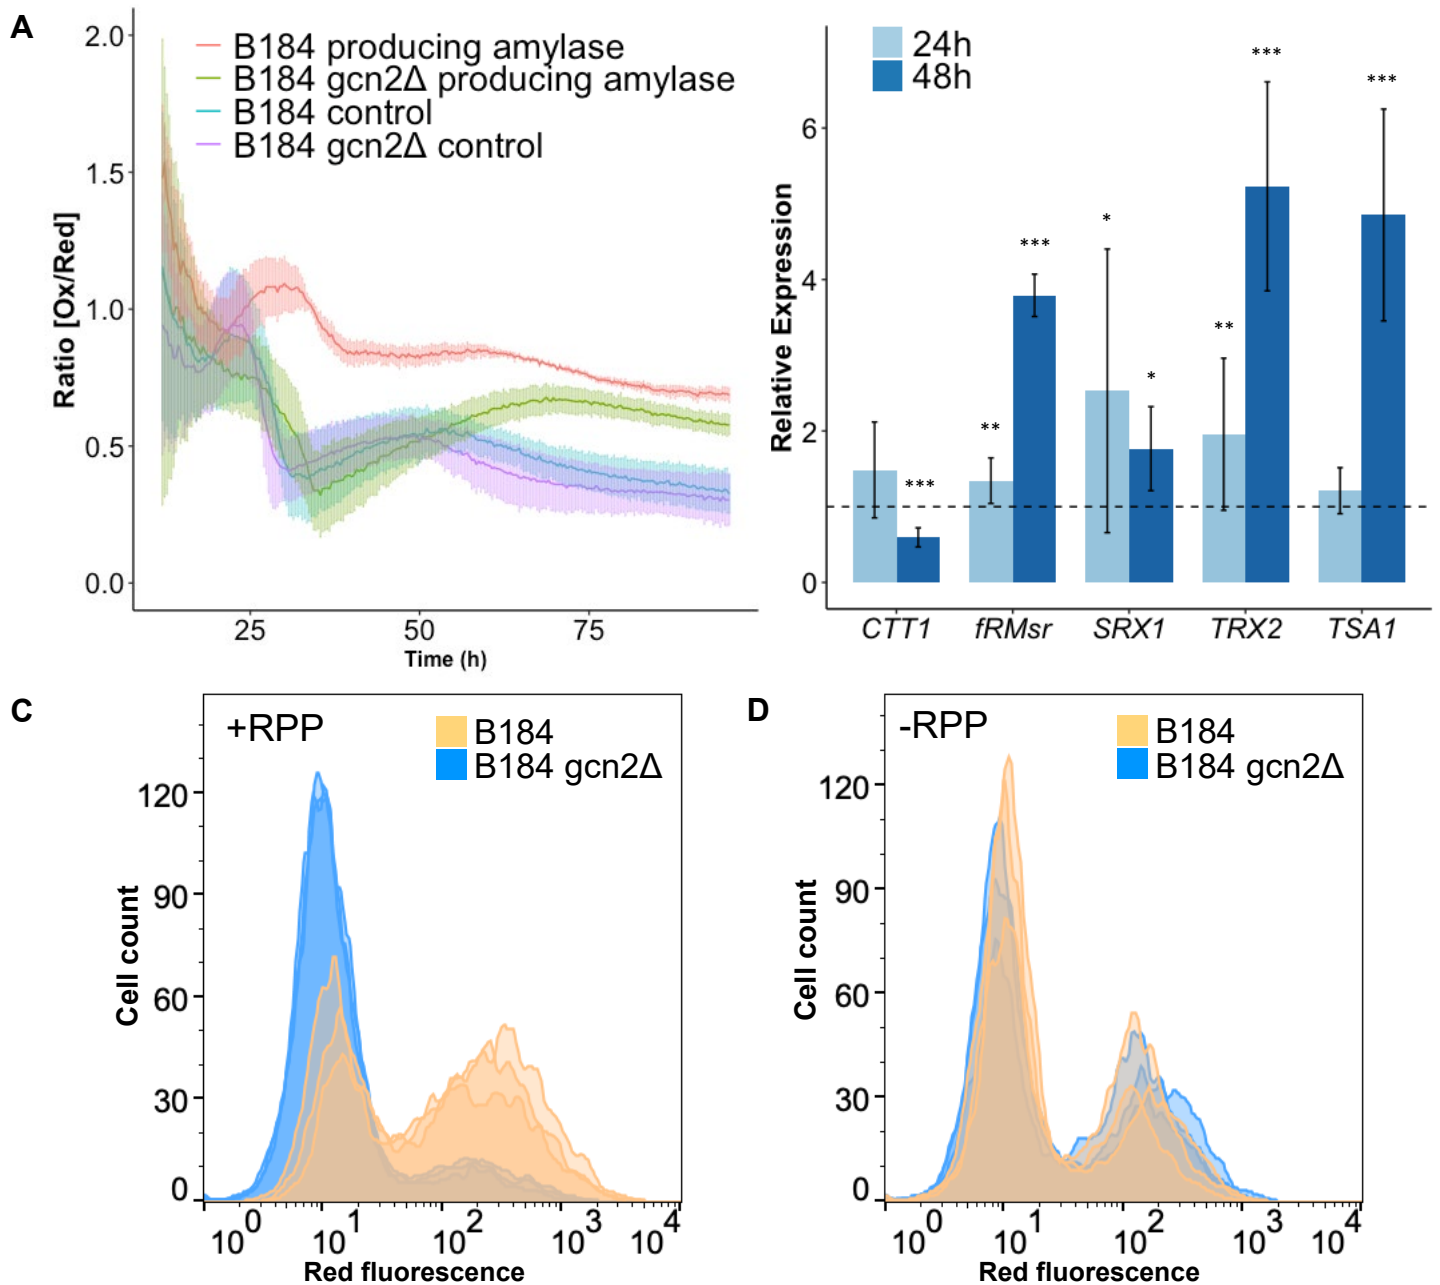 A
2.0
1.5
1.0
0.5
0.0
Ratio [Ox/Red]
B184 producing amylase
B184 gcn2Δ producing amylase
B184 control
B184 gcn2Δ control
25
50
75
Time (h)
24h
48h
Relative Expression
6
4
2
0
***
**
***
*
*
**
***
***
CTT1
fRMsr
SRX1
TRX2
TSA1
C
+RPP
B184
B184 gcn2Δ
120
90
60
30
0
Cell count
10^0
10^1
10^2
10^3
10^4
Red fluorescence
D
-RPP
B184
B184 gcn2Δ
120
90
60
30
0
Cell count
10^0
10^1
10^2
10^3
10^4
Red fluorescence